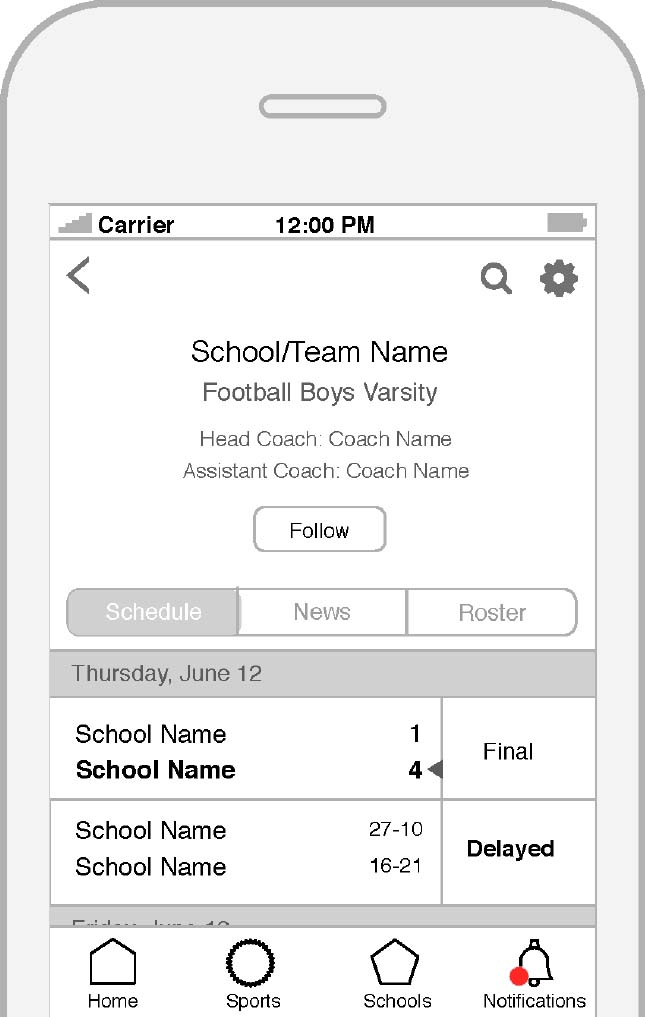 Carrier 12:00 PM
School/Team Name
Football Boys Varsity
Head Coach: Coach Name
Assistant Coach: Coach Name
Follow
Schedule News Roster
Thursday, June 12
School Name 1
Final
School Name 4
School Name 27-10
Delayed
School Name 16-21
Friday, June
Home Sports Schools Notifications